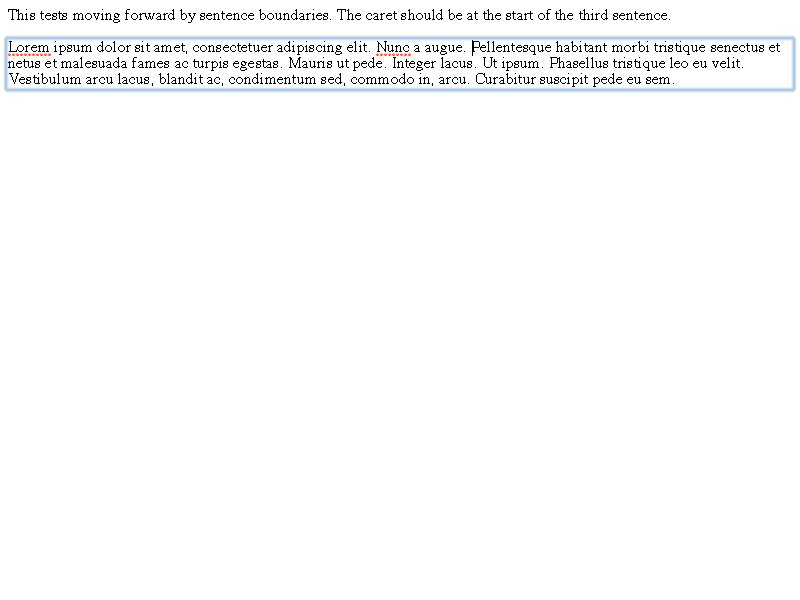 This tests moving forward by sentence boundaries. The caret should be at the start of the third sentence.
Lorem ipsum dolor sit amet, consectetuer adipiscing elit. Nunc a augue. Pellentesque habitant morbi tristique senectus et
netus et malesuada fames ac turpis egestas. Mauris ut pede. Integer lacus. Ut ipsum. Phasellus tristique leo eu velit.
Vestibulum arcu lacus, blandit ac, condimentum sed, commodo in, arcu. Curabitur suscipit pede eu sem.